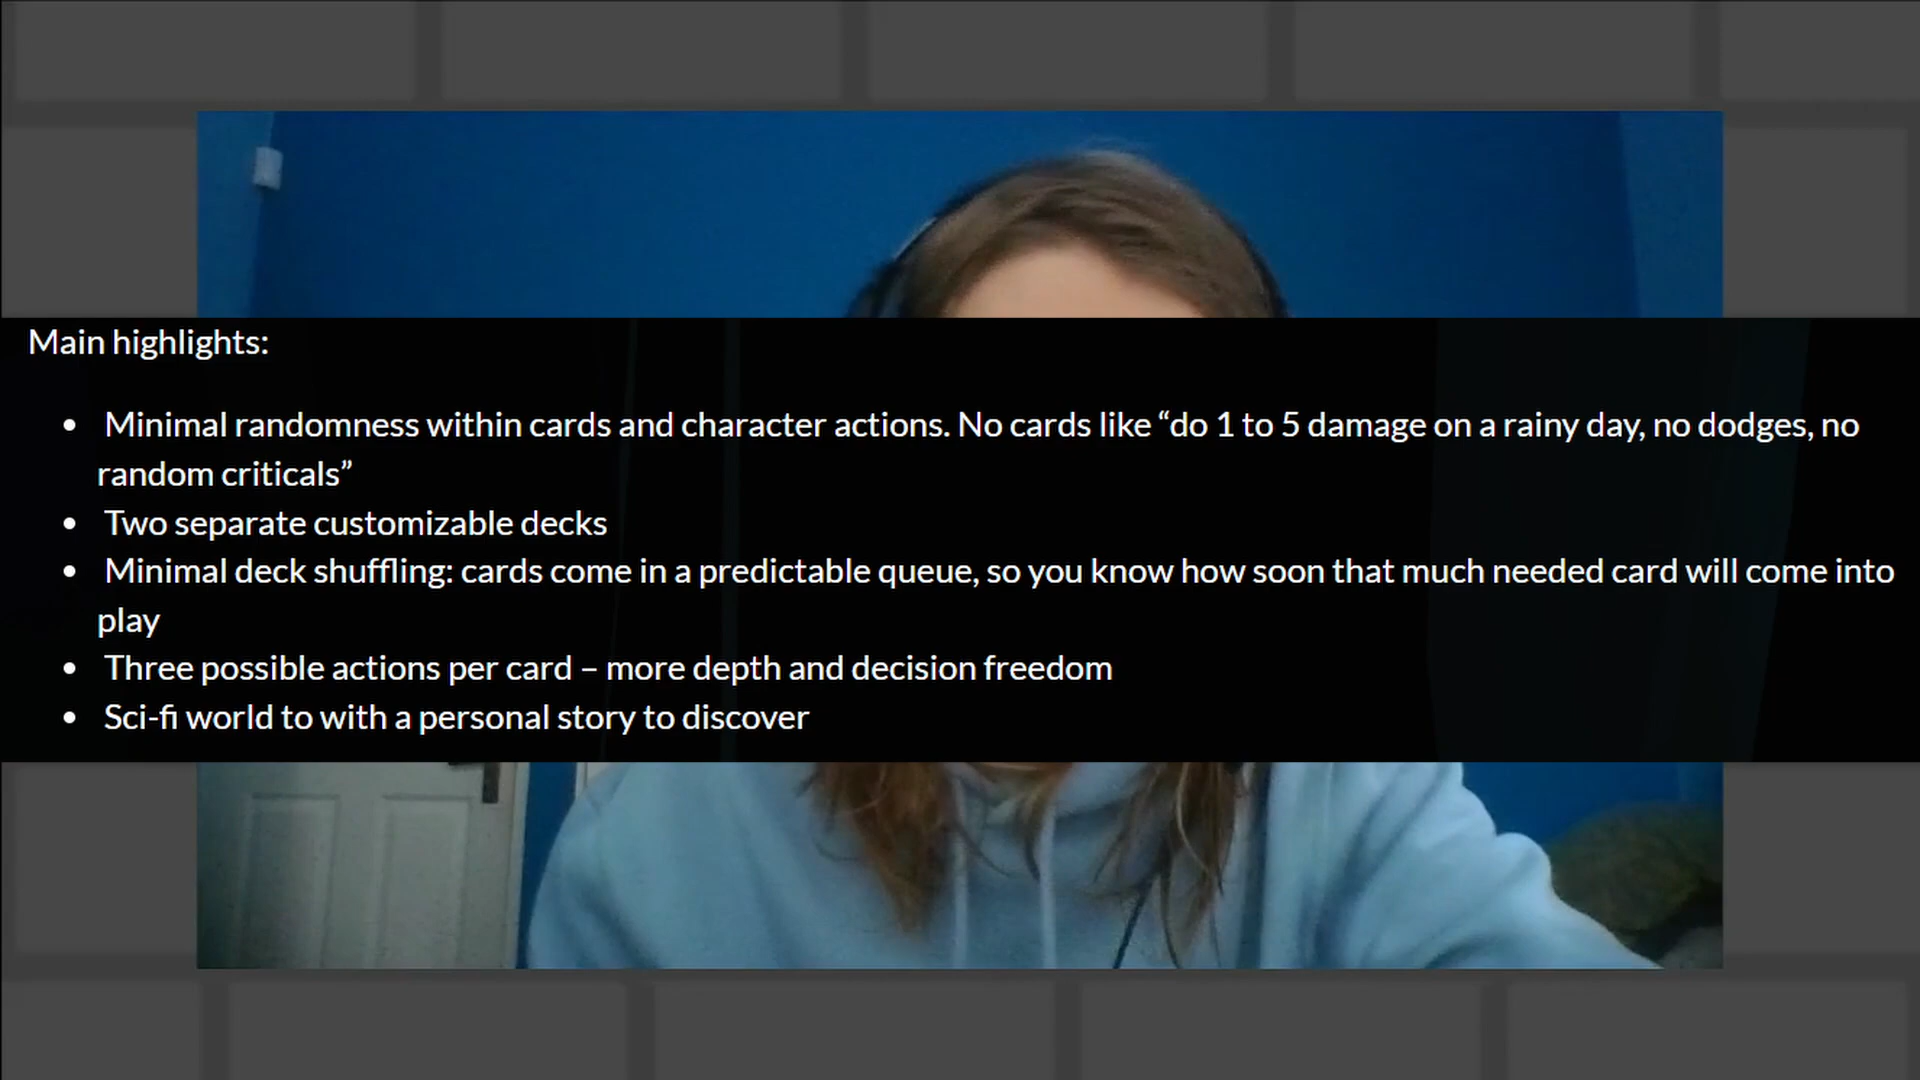 Main highlights:
• Minimal randomness within cards and character actions. No cards like “do 1 to 5 damage on a rainy day, no dodges, no
random criticals”
• Two separate customizable decks
• Minimal deck shuffling: cards come in a predictable queue, so you know how soon that much needed card will come into
play
• Three possible actions per card – more depth and decision freedom
• Sci-fi world to with a personal story to discover